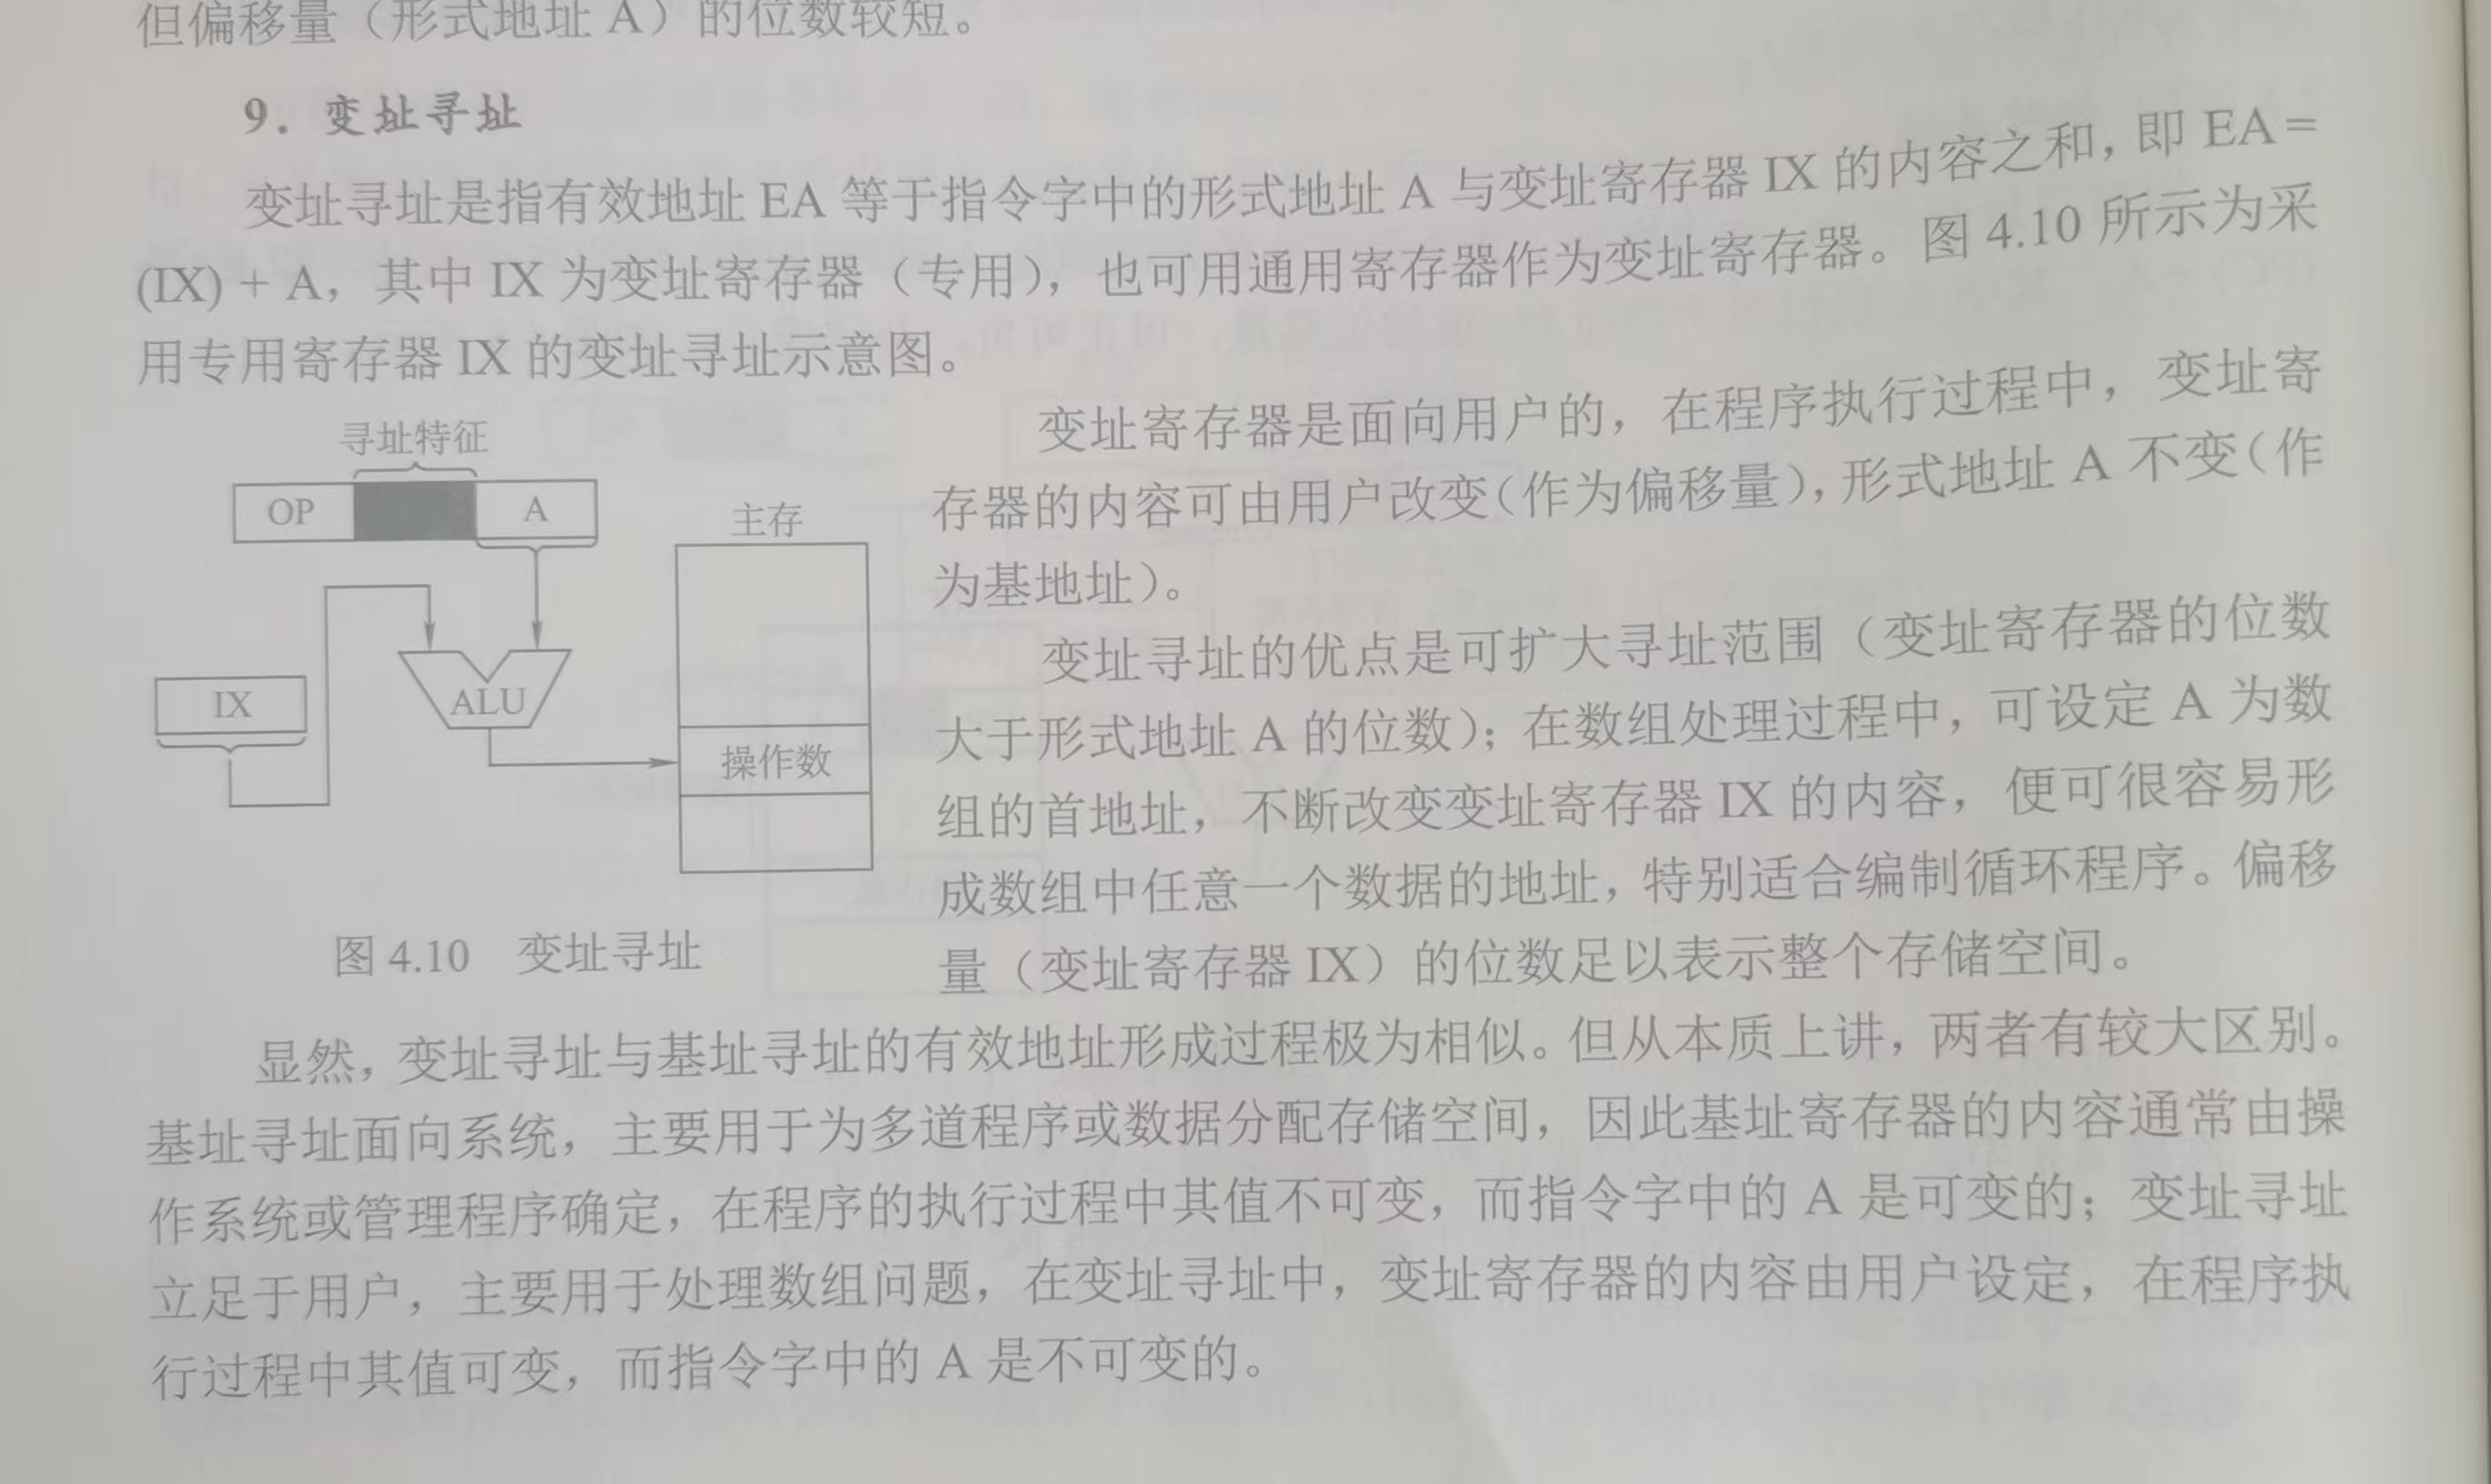 但偏移量（形式地址 A）的位数较短。
9. 变址寻址
变址寻址是指有效地址 EA 等于指令字中的形式地址 A 与变址寄存器 IX 的内容之和，即 EA =
(IX) + A，其中 IX 为变址寄存器（专用），也可用通用寄存器作为变址寄存器。图 4.10 所示为采
用专用寄存器 IX 的变址寻址示意图。
寻址特征
OP
A
主存
IX
ALU
操作数
图 4.10 变址寻址
变址寄存器是面向用户的，在程序执行过程中，变址寄
存器的内容可由用户改变（作为偏移量），形式地址 A 不变（作
为基地址）。
变址寻址的优点是可扩大寻址范围（变址寄存器的位数
大于形式地址 A 的位数）；在数组处理过程中，可设定 A 为数
组的首地址，不断改变变址寄存器 IX 的内容，便可很容易形
成数组中任意一个数据的地址，特别适合编制循环程序。偏移
量（变址寄存器 IX）的位数足以表示整个存储空间。
显然，变址寻址与基址寻址的有效地址形成过程极为相似。但从本质上讲，两者有较大区别。
基址寻址面向系统，主要用于为多道程序或数据分配存储空间，因此基址寄存器的内容通常由操
作系统或管理程序确定，在程序的执行过程中其值不可变，而指令字中的 A 是可变的；变址寻址
立足于用户，主要用于处理数组问题，在变址寻址中，变址寄存器的内容由用户设定，在程序执
行过程中其值可变，而指令字中的 A 是不可变的。